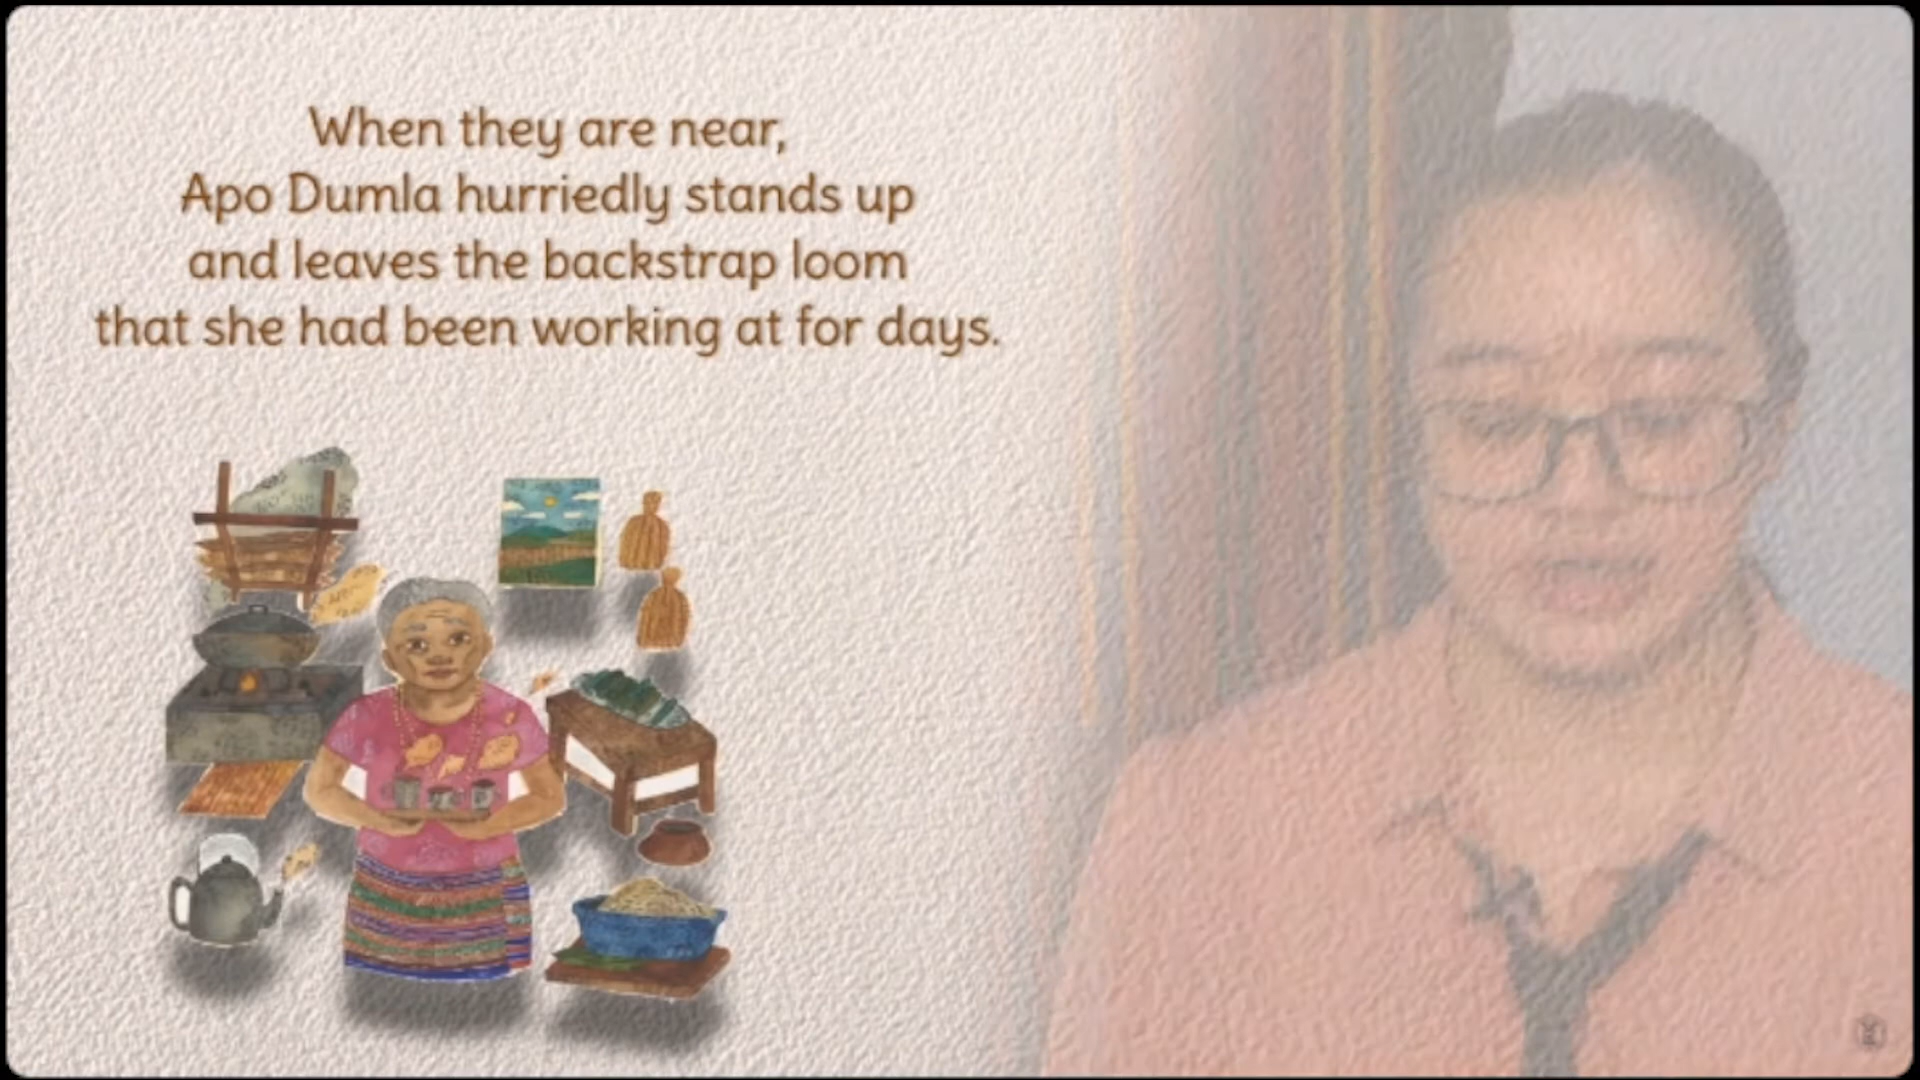 When they are near,
Apo Dumla hurriedly stands up
and leaves the backstrap loom
that she had been working at for days.